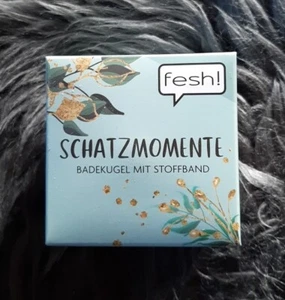 fesh!
SCHATZMOMENTE
BADEKUGEL MIT STOFFBAND